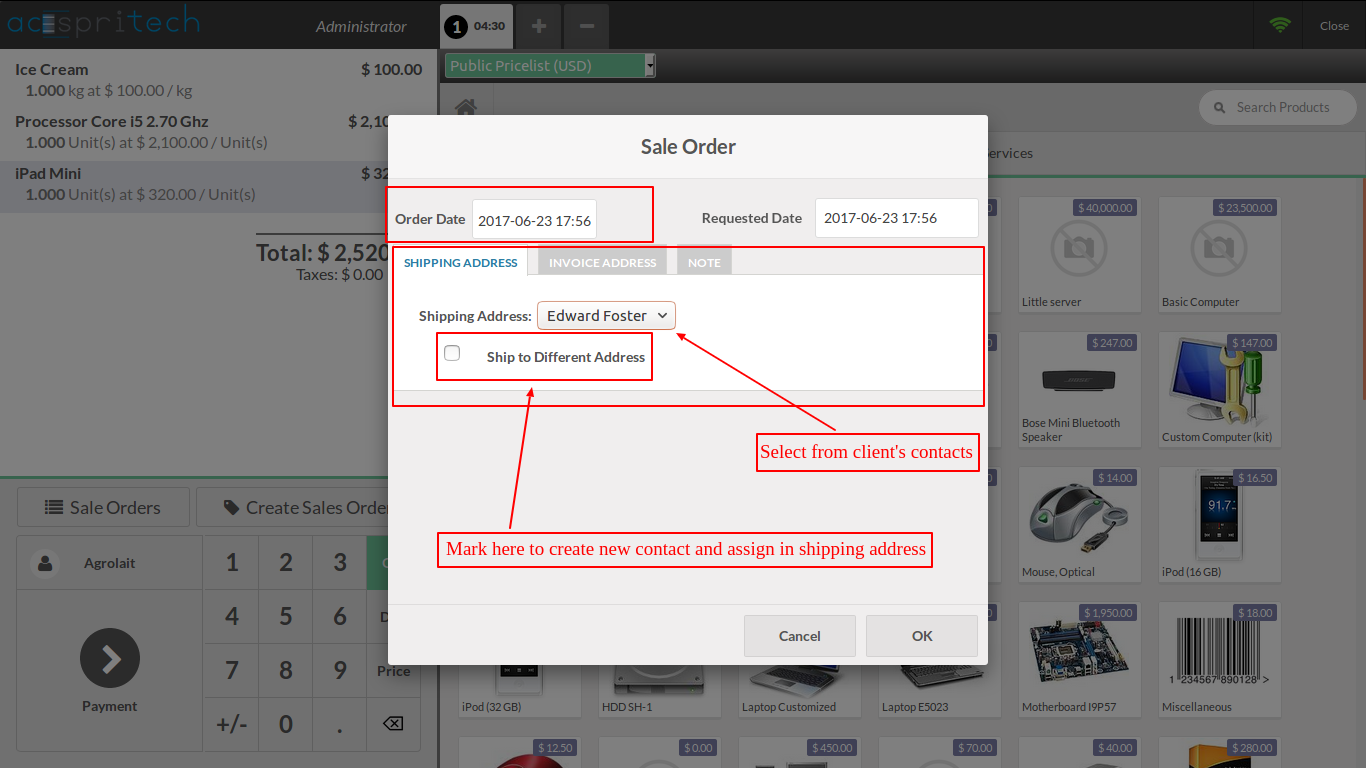 acespritech
Administrator
1 04:30
Close
Public Pricelist (USD)
Search Products
Ice Cream $ 100.00
1.000 kg at $ 100.00 / kg
Processor Core i5 2.70 Ghz
1.000 Unit(s) at $ 2,100.00 / Unit(s)
iPad Mini
1.000 Unit(s) at $ 320.00 / Unit(s)
Total: $ 2,520
Taxes: $ 0.00
Sale Order
Order Date 2017-06-23 17:56
Requested Date 2017-06-23 17:56
SHIPPING ADDRESS INVOICE ADDRESS NOTE
Shipping Address: Edward Foster
Ship to Different Address
Select from client's contacts
Mark here to create new contact and assign in shipping address
Cancel OK
Sale Orders
Create Sales Orde
Agrolait
Payment
1 2 3
4 5 6
7 8 9 Price
+/- 0 .
$ 40,000.00 $ 23,500.00
Little server Basic Computer
$ 247.00 $ 147.00
Bose Mini Bluetooth
Speaker
Custom Computer (kit)
$ 14.00 $ 16.50
91.7
Mouse, Optical iPod (16 GB)
$ 1,950.00 $ 18.00
1 234567 890128 >
iPod (32 GB) HDD SH-1 Laptop Customized Laptop E5023 Motherboard I9P57 Miscellaneous
$ 12.50 $ 0.00 $ 450.00 $ 70.00 $ 40.00 $ 280.00